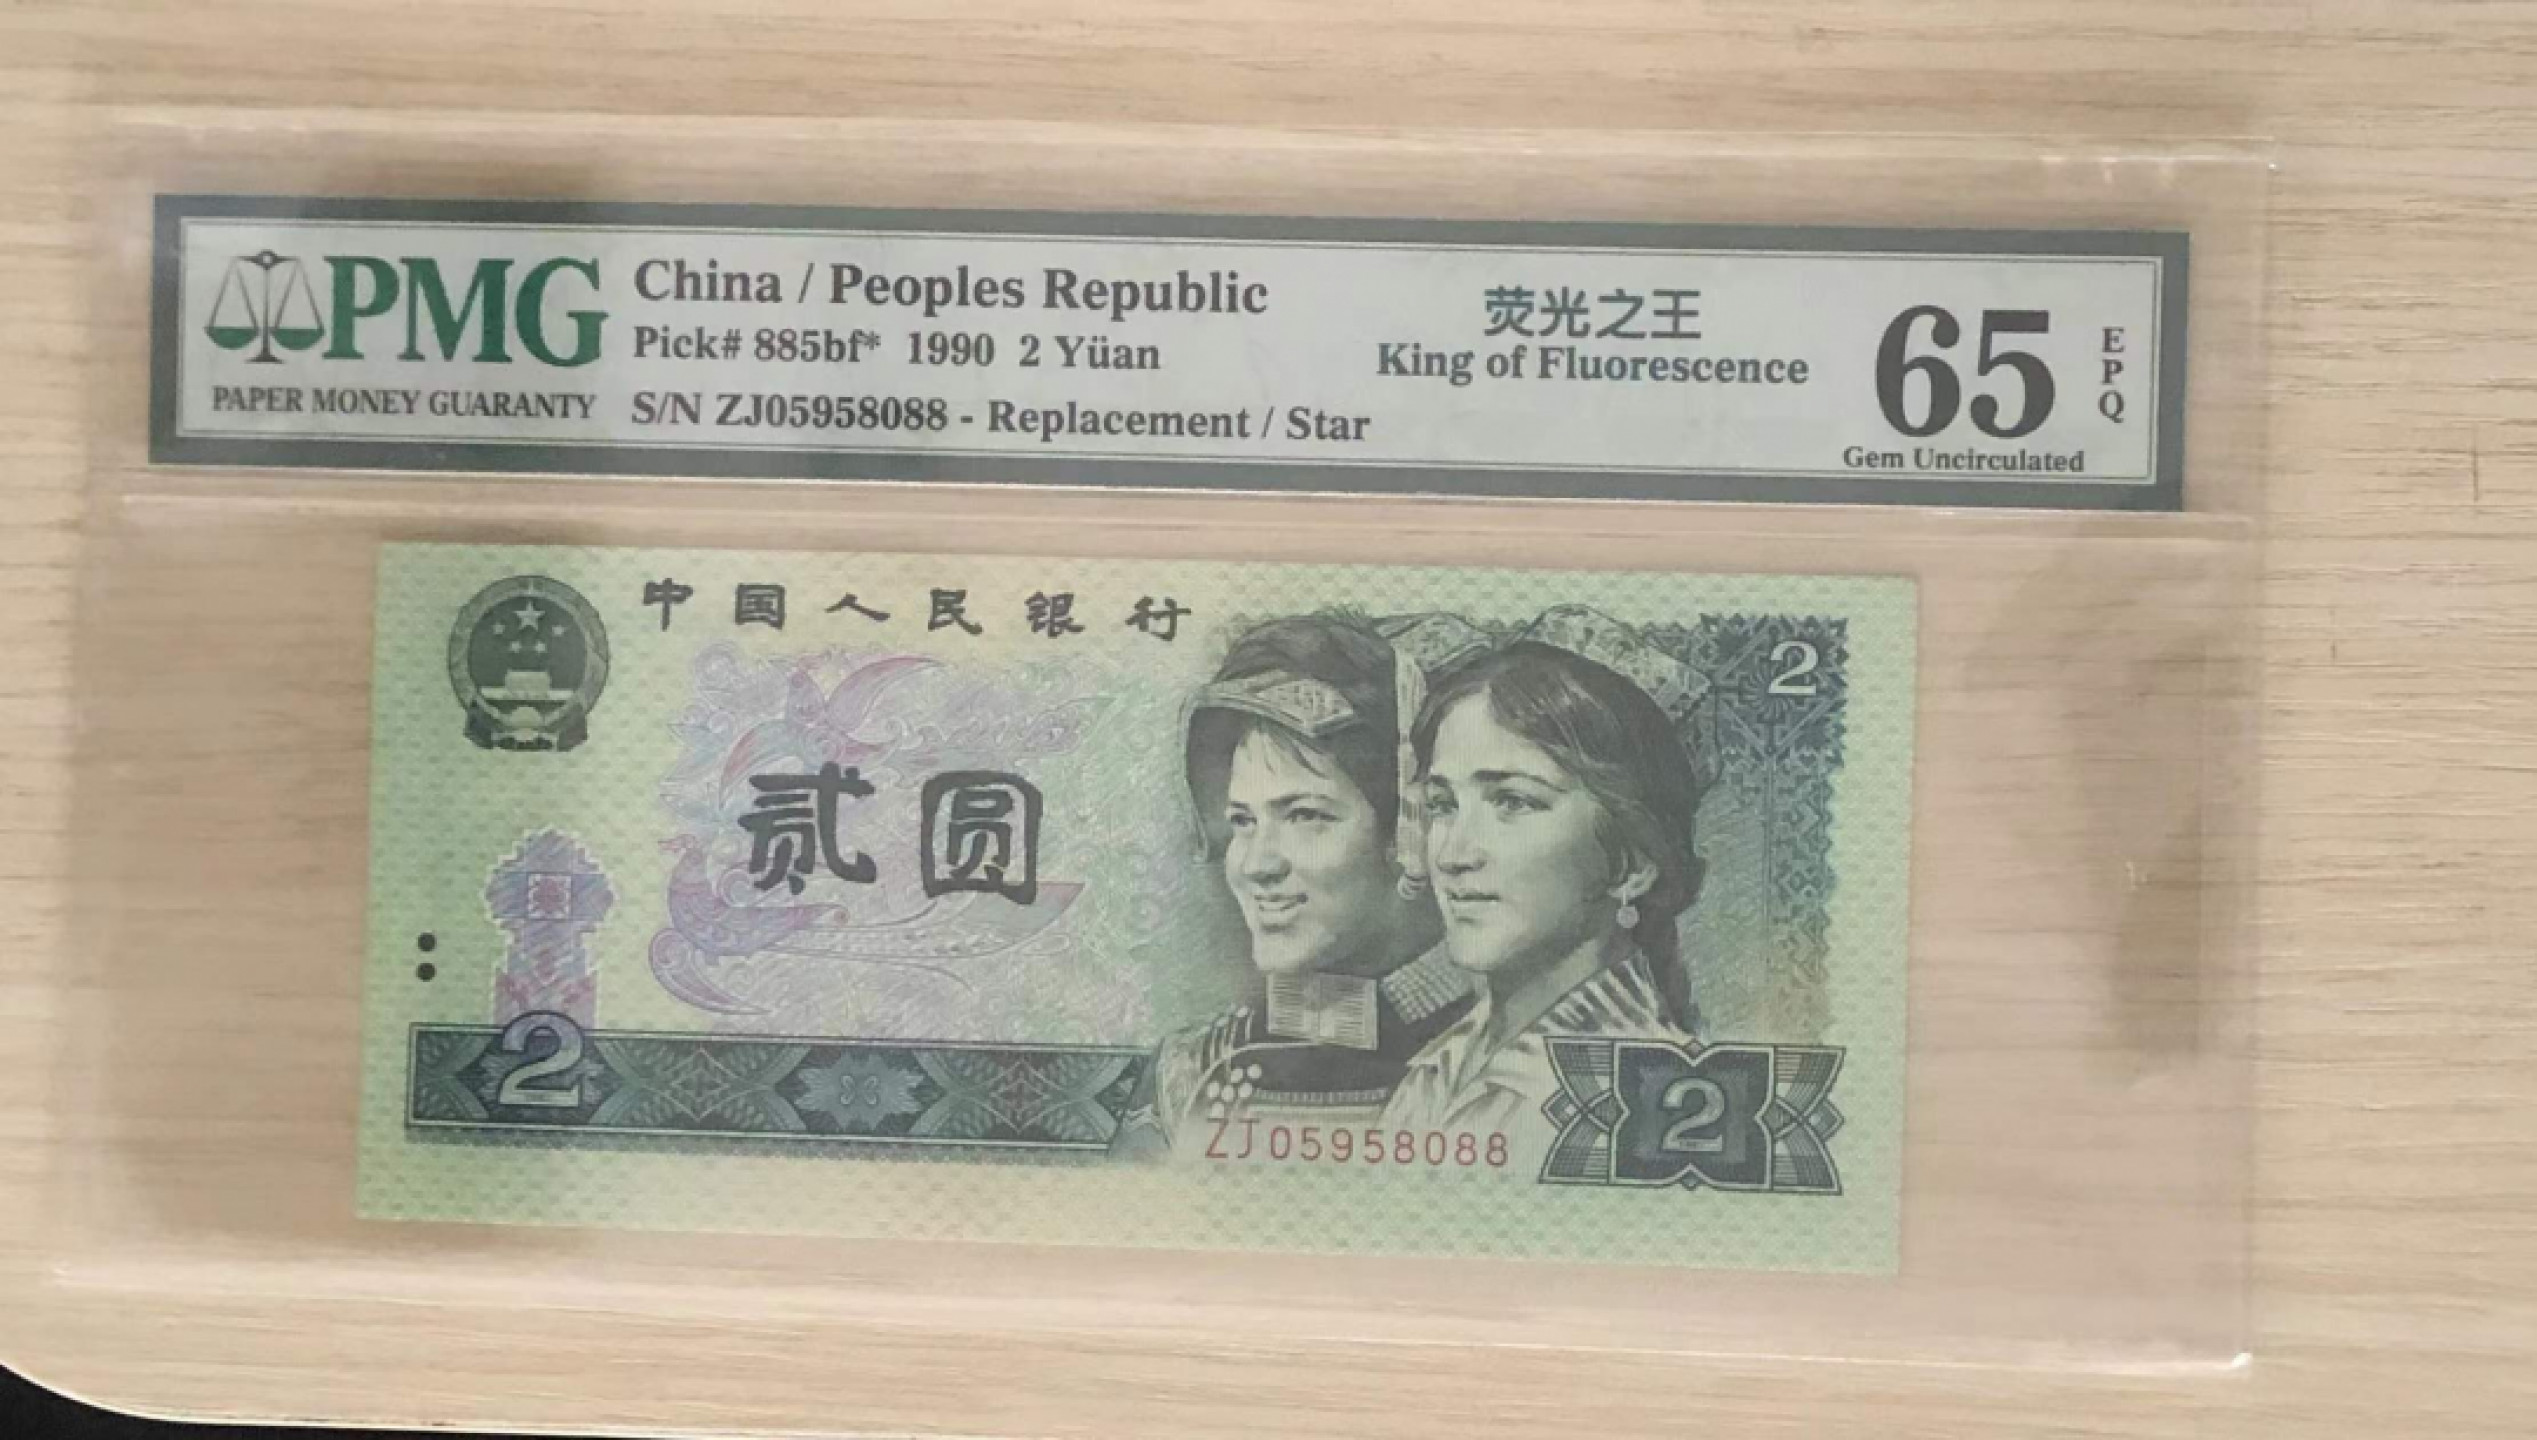 PMG
PAPER MONEY GUARANTY
China / Peoples Republic
Pick# 885bf* 1990 2 Yüan
S/N ZJ05958088 - Replacement / Star
荧光之王
King of Fluorescence
65
EPQ
Gem Uncirculated
中国人民银行
2
贰圆
2
2
ZJ05958088